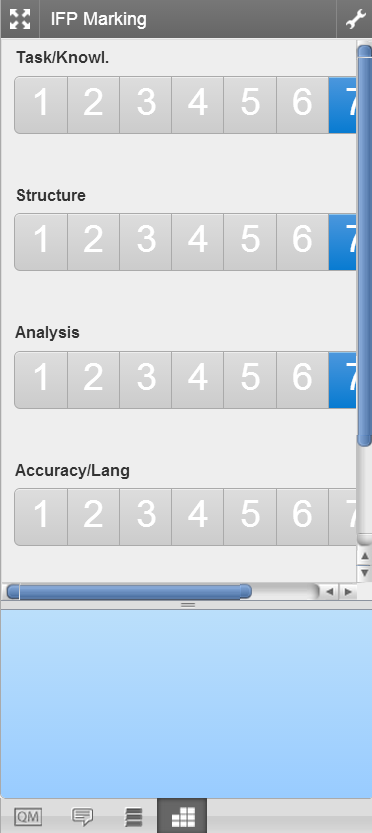 IFP Marking
Task/Knowl.
1 2 3 4 5 6 7
Structure
1 2 3 4 5 6 7
Analysis
1 2 3 4 5 6 7
Accuracy/Lang
1 2 3 4 5 6 7
QM